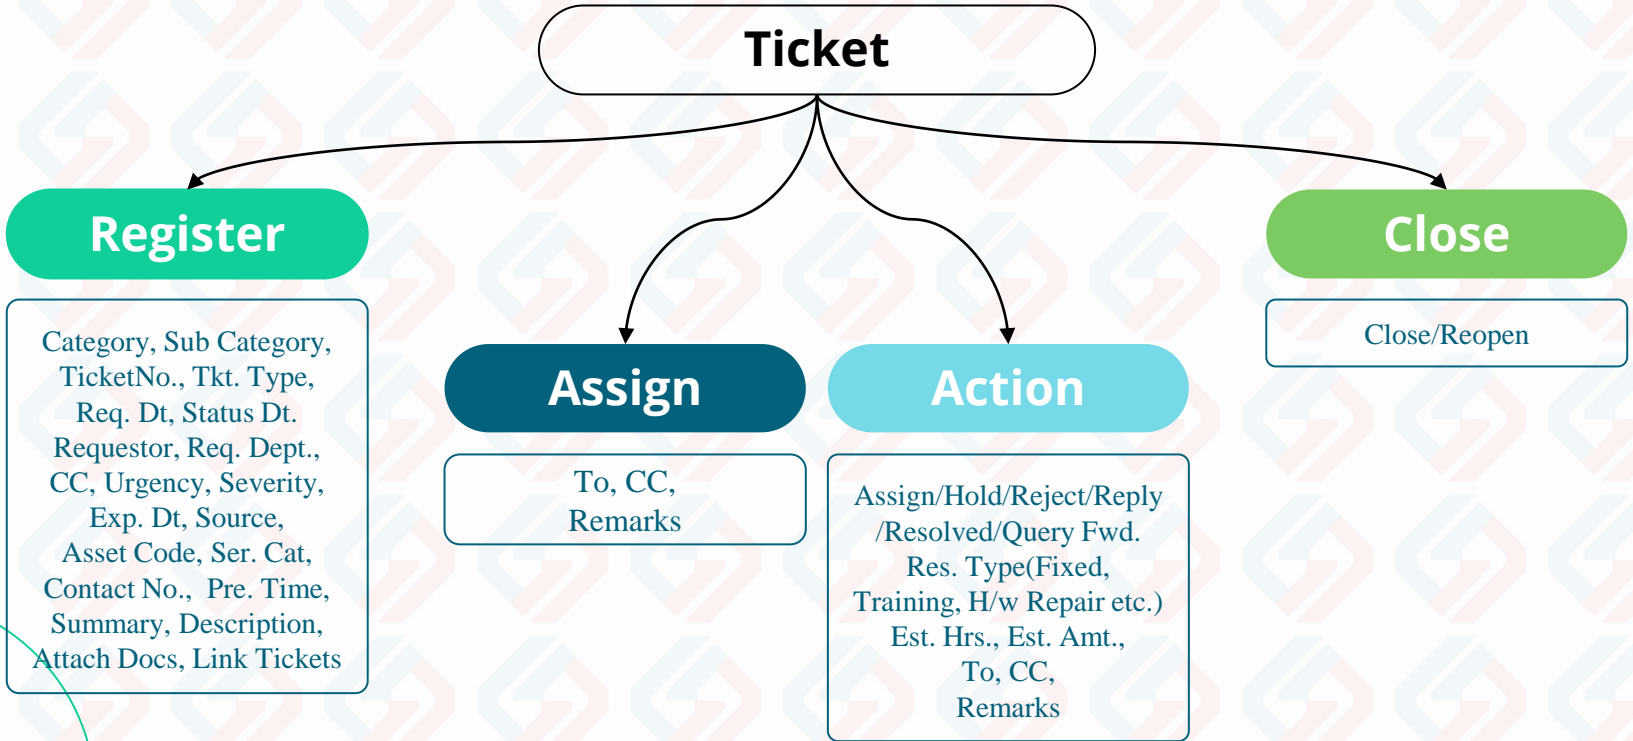 Ticket
Register
Category, Sub Category,
TicketNo., Tkt. Type,
Req. Dt, Status Dt.
Requestor, Req. Dept.,
CC, Urgency, Severity,
Exp. Dt, Source,
Asset Code, Ser. Cat,
Contact No.,  Pre. Time,
Summary, Description,
Attach Docs, Link Tickets
Assign
To, CC,
Remarks
Action
Assign/Hold/Reject/Reply
/Resolved/Query Fwd.
Res. Type(Fixed,
Training, H/w Repair etc.)
Est. Hrs., Est. Amt.,
To, CC,
Remarks
Close
Close/Reopen